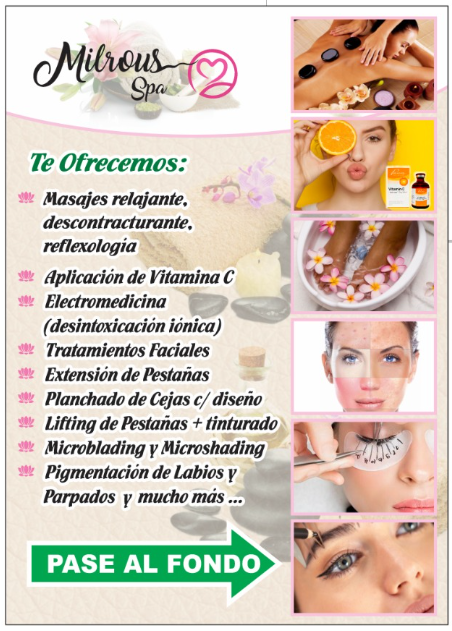 Milrous
Spa
Te Ofrecemos:
Masajes relajante,
descontracturante,
reflexología
Aplicación de Vitamina C
Electromedicina
(desintoxicación iónica)
Tratamientos Faciales
Extensión de Pestañas
Planchado de Cejas c/ diseño
Lifting de Pestañas + tinturado
Microblading y Microshading
Pigmentación de Labios y
Parpados y mucho más ...
PASE AL FONDO